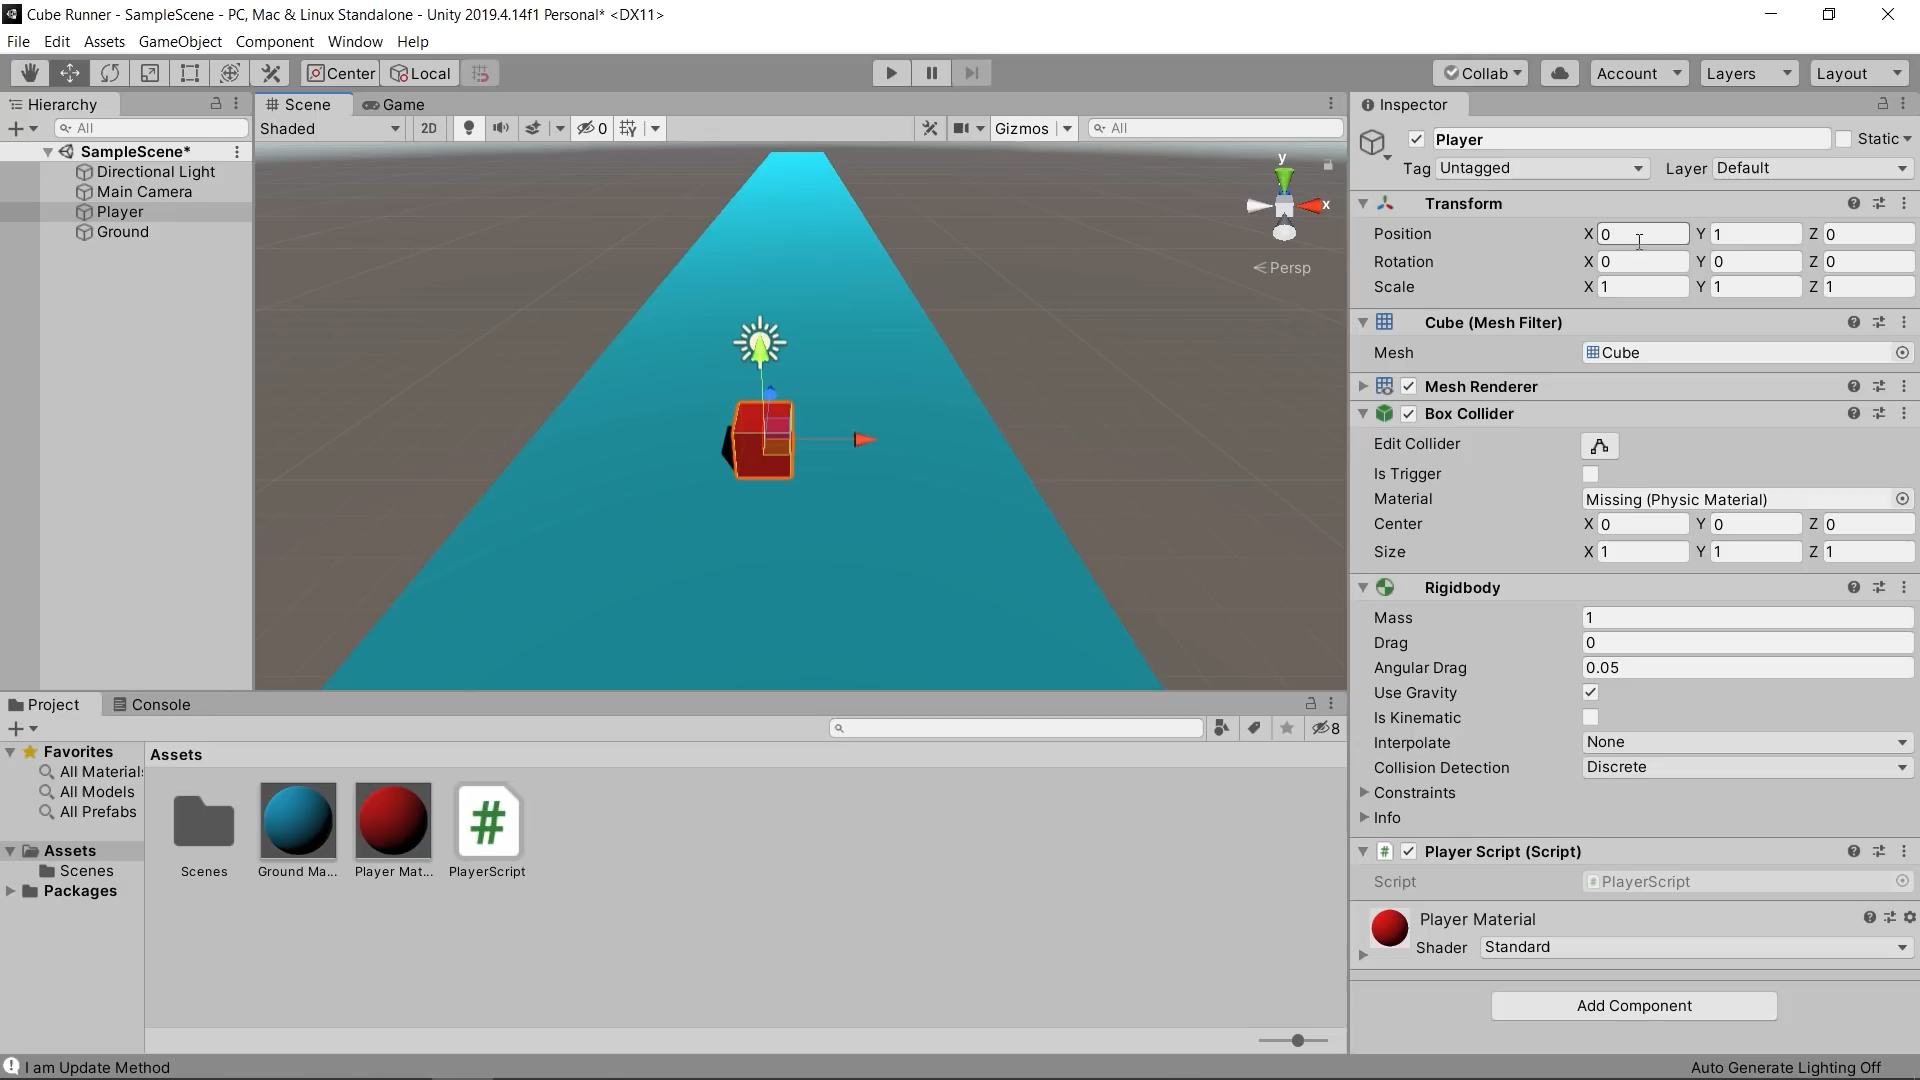 Cube Runner - SampleScene - PC, Mac & Linux Standalone - Unity 2019.4.14f1 Personal* <DX11>
File Edit Assets GameObject Component Window Help
Center Local Collab Account Layers Layout
Hierarchy
All
SampleScene*
Directional Light
Main Camera
Player
Ground
Scene Game
Shaded 2D 0 Gizmos All
y
x
Persp
Inspector
Player Static
Tag Untagged Layer Default
Transform
Position X 0 Y 1 Z 0
Rotation X 0 Y 0 Z 0
Scale X 1 Y 1 Z 1
Cube (Mesh Filter)
Mesh Cube
Mesh Renderer
Box Collider
Edit Collider
Is Trigger
Material Missing (Physic Material)
Center X 0 Y 0 Z 0
Size X 1 Y 1 Z 1
Rigidbody
Mass 1
Drag 0
Angular Drag 0.05
Use Gravity
Is Kinematic
Interpolate None
Collision Detection Discrete
Constraints
Info
# Player Script (Script)
Script PlayerScript
Player Material
Shader Standard
Add Component
Project Console
8
Favorites
All Material
All Models
All Prefabs
Assets
Scenes
Packages
Assets
#
Scenes Ground Ma... Player Mat... PlayerScript
I am Update Method
Auto Generate Lighting Off